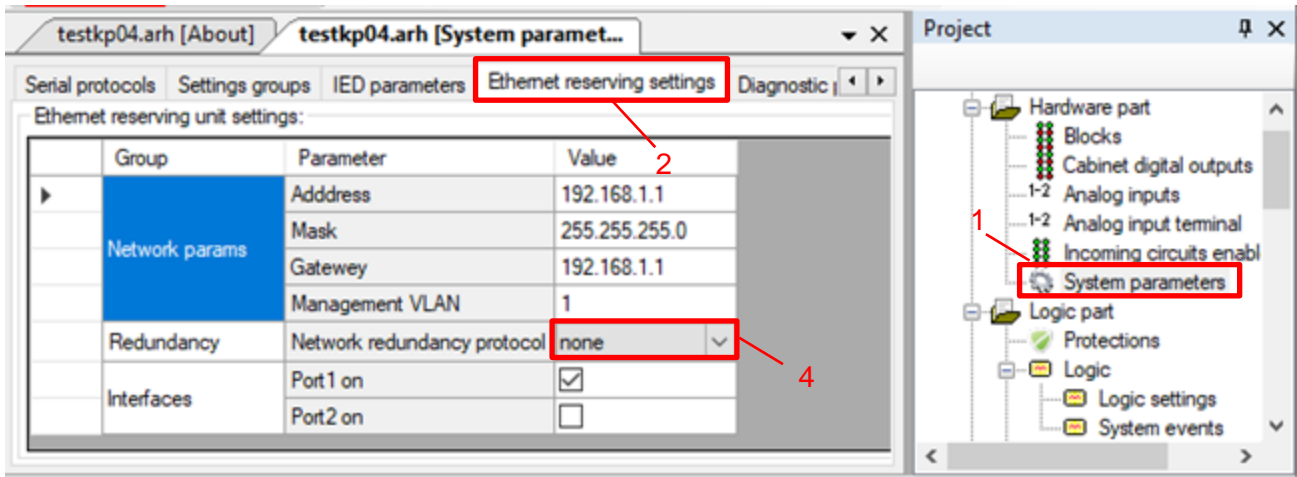 testkp04.arh [About]
testkp04.arh [System paramet...
Serial protocols
Settings groups
IED parameters
Ethernet reserving settings
Diagnostic
Ethernet reserving unit settings:
2
Group Parameter Value
Network params
Adddress 192.168.1.1
Mask 255.255.255.0
Gatewey 192.168.1.1
Management VLAN 1
Redundancy Network redundancy protocol none
4
Interfaces
Port1 on
Port2 on
Project
Hardware part
Blocks
Cabinet digital outputs
1-2 Analog inputs
1-2 Analog input terminal
1
Incoming circuits enabl
System parameters
Logic part
Protections
Logic
Logic settings
System events